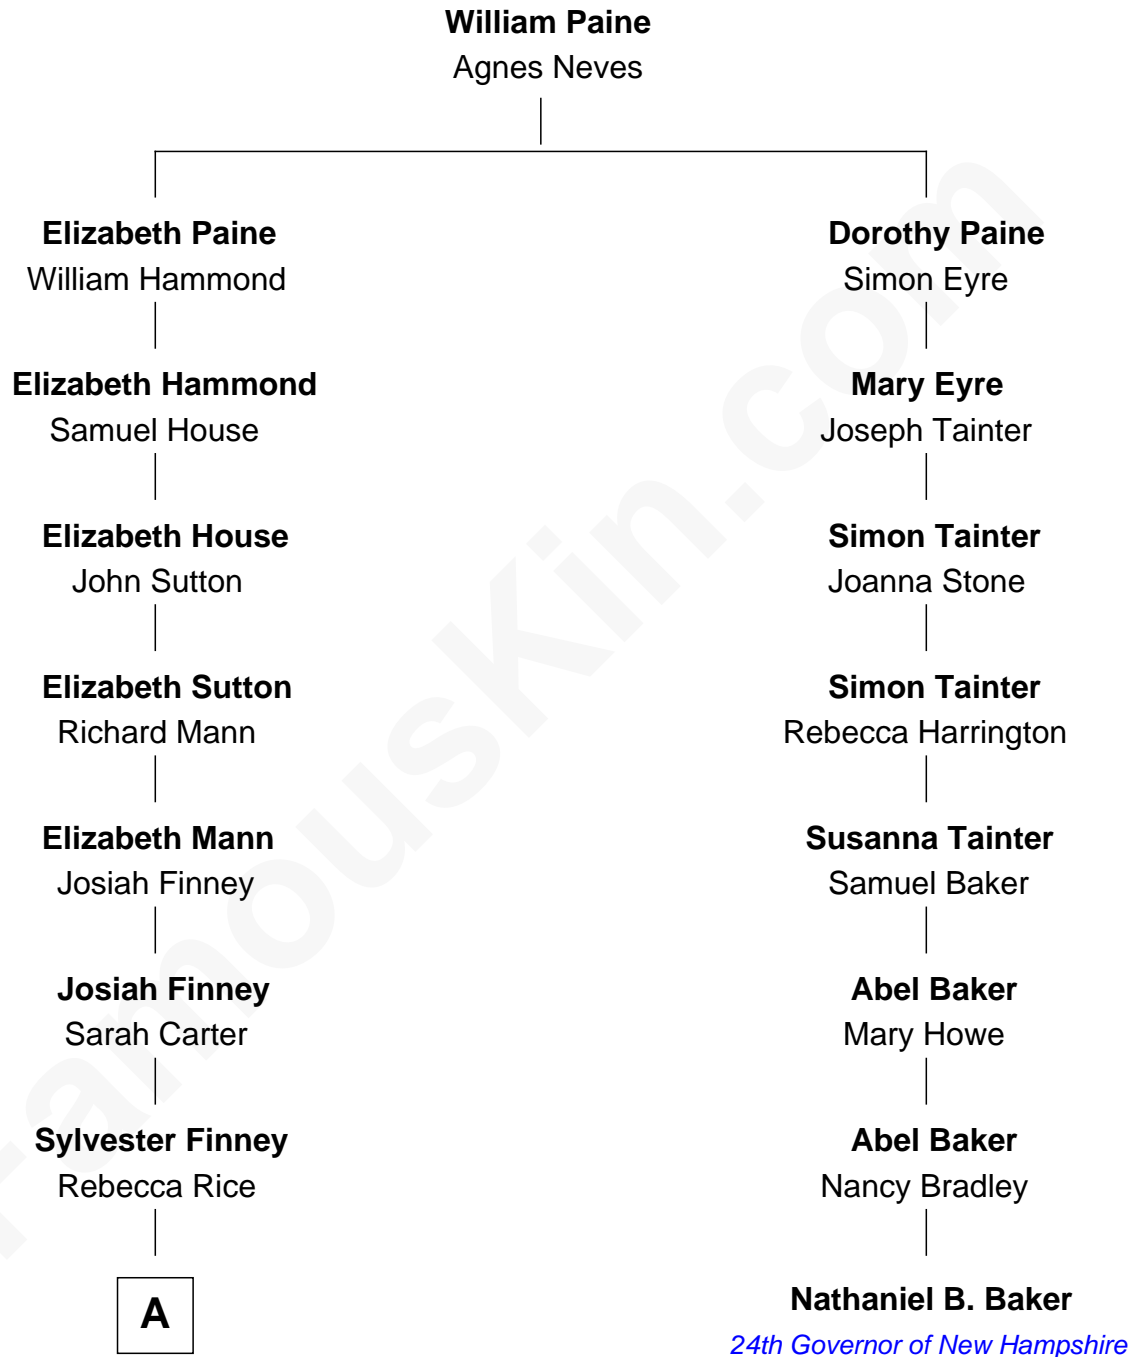 William Paine
Agnes Neves
Elizabeth Paine
William Hammond
Dorothy Paine
Simon Eyre
Elizabeth Hammond
Samuel House
Mary Eyre
Joseph Tainter
Elizabeth House
John Sutton
Simon Tainter
Joanna Stone
Elizabeth Sutton
Richard Mann
Simon Tainter
Rebecca Harrington
Elizabeth Mann
Josiah Finney
Susanna Tainter
Samuel Baker
Josiah Finney
Sarah Carter
Abel Baker
Mary Howe
Sylvester Finney
Rebecca Rice
Abel Baker
Nancy Bradley
A
Nathaniel B. Baker
24th Governor of New Hampshire
FamousKin.com